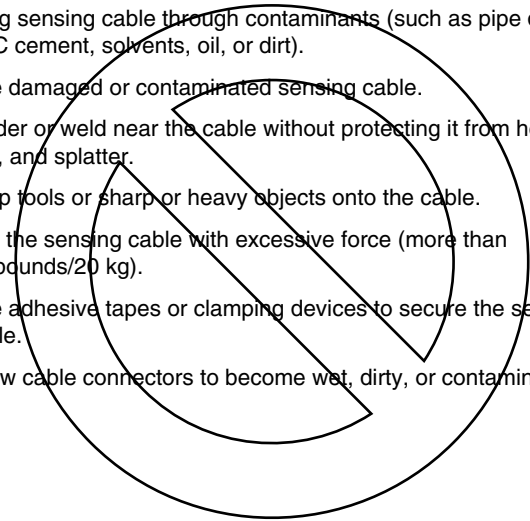 g sensing cable through contaminants (such as pipe
C cement, solvents, oil, or dirt).
e damaged or contaminated sensing cable.
der or weld near the cable without protecting it from h
, and splatter.
p tools or sharp or heavy objects onto the cable.
the sensing cable with excessive force (more than
pounds/20 kg).
e adhesive tapes or clamping devices to secure the se
le.
w cable connectors to become wet, dirty, or contamin